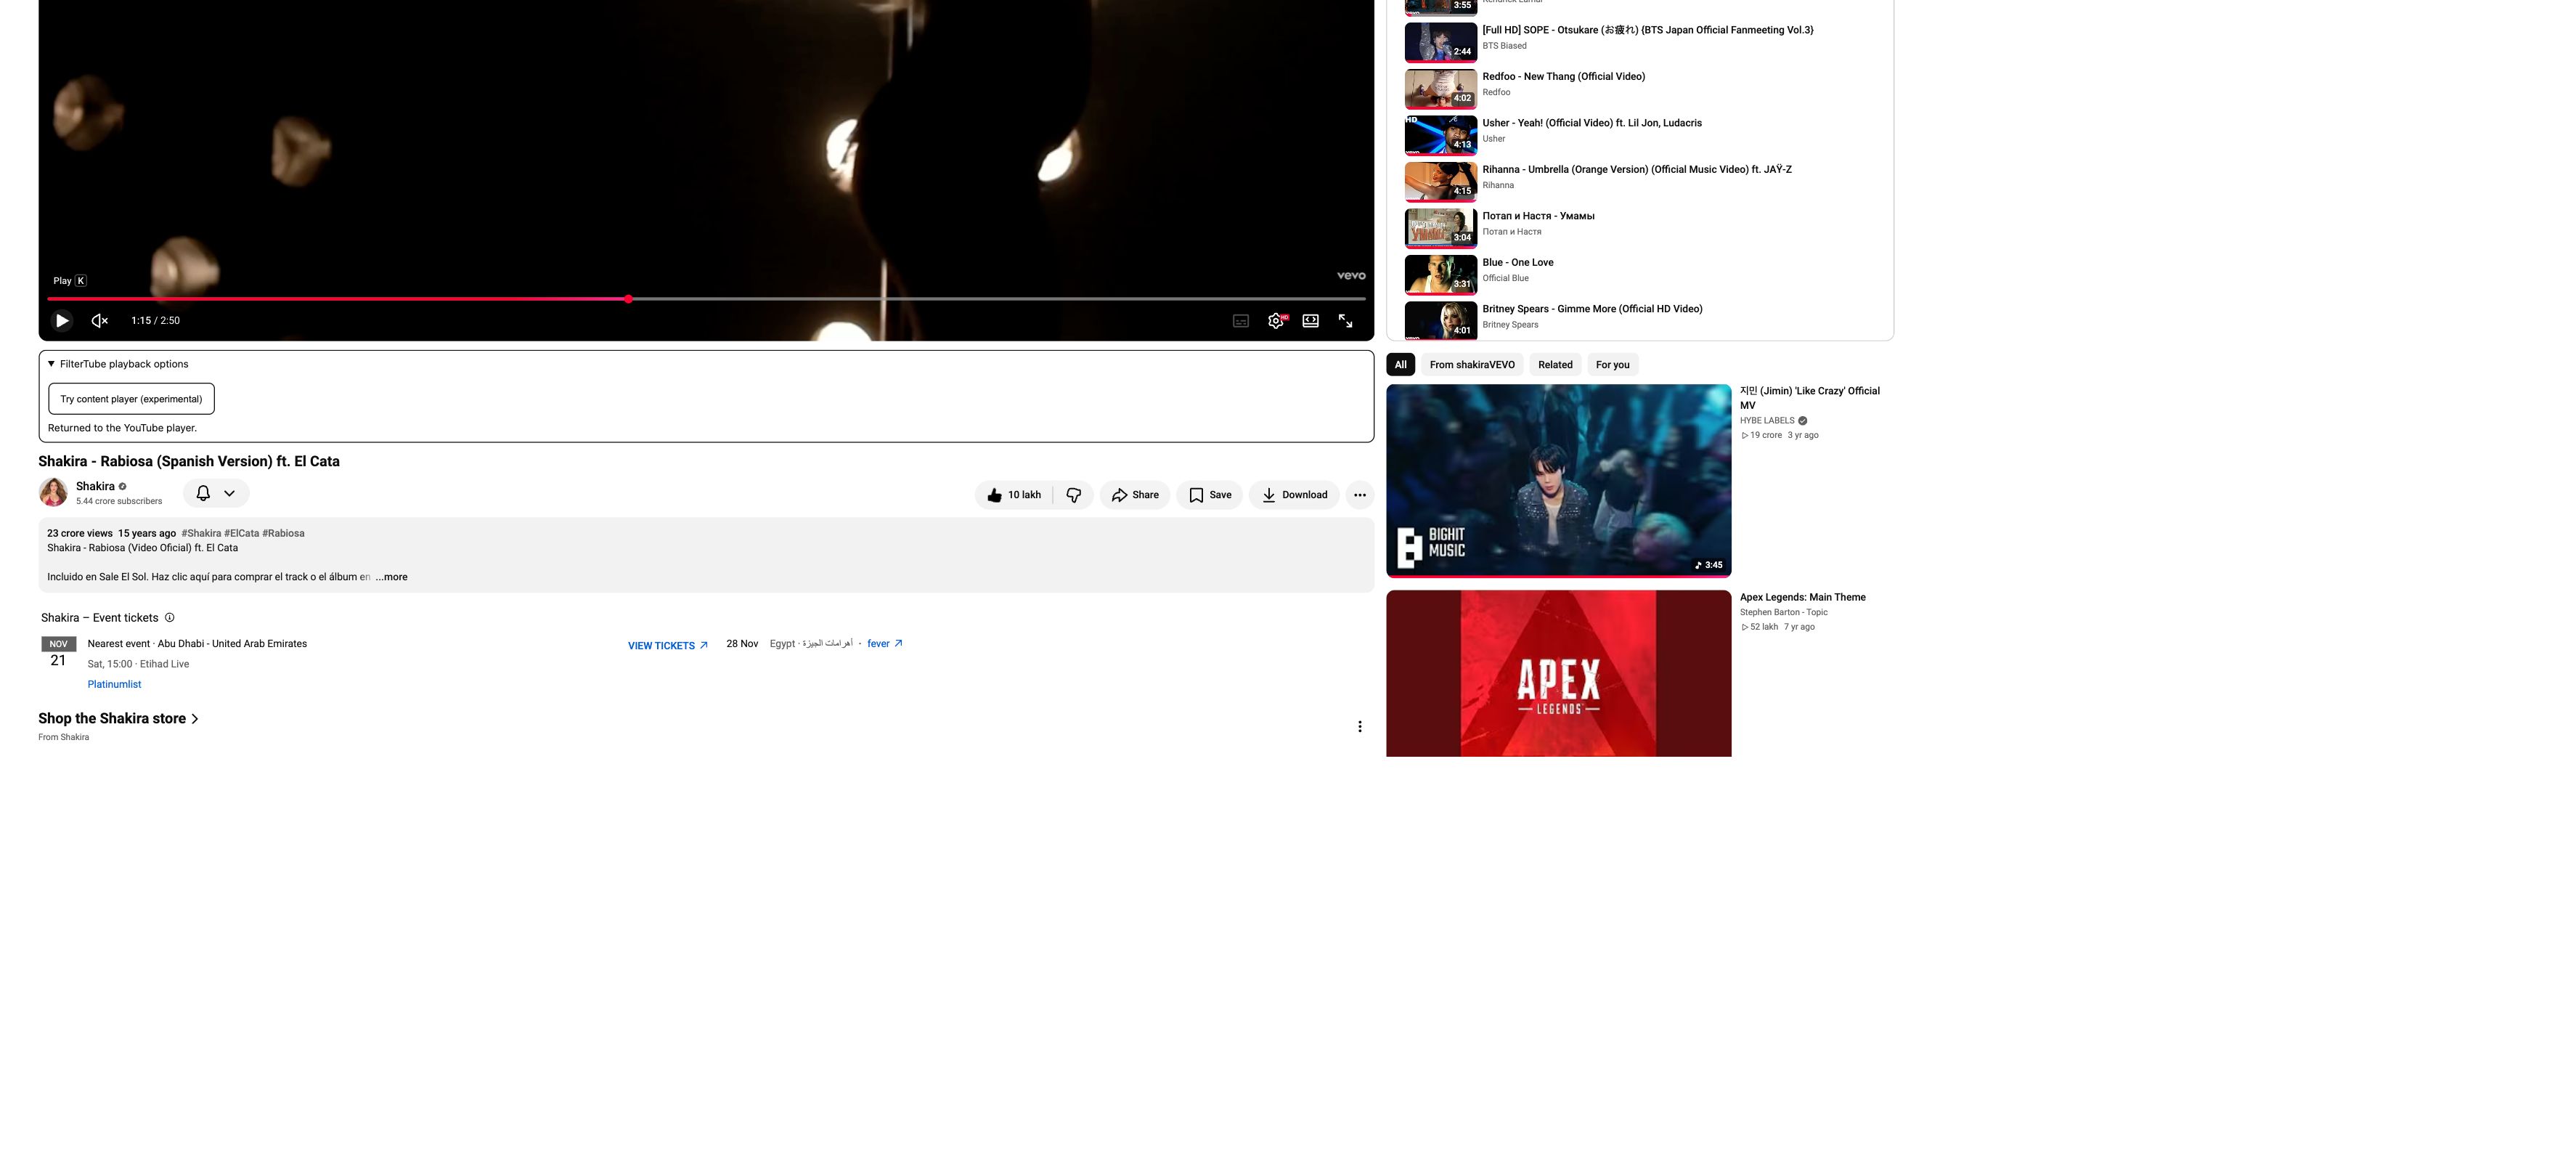 3:55
[Full HD] SOPE - Otsukare (お疲れ) {BTS Japan Official Fanmeeting Vol.3}
BTS Biased
2:44
Redfoo - New Thang (Official Video)
Redfoo
4:02
Usher - Yeah! (Official Video) ft. Lil Jon, Ludacris
Usher
HD
4:13
Rihanna - Umbrella (Orange Version) (Official Music Video) ft. JAŸ-Z
Rihanna
4:15
Потап и Настя - Умамы
Потап и Настя
3:04
Blue - One Love
Official Blue
3:31
Britney Spears - Gimme More (Official HD Video)
Britney Spears
4:01
Play K
vevo
1:15 / 2:50
HD
FilterTube playback options
Try content player (experimental)
Returned to the YouTube player.
Shakira - Rabiosa (Spanish Version) ft. El Cata
Shakira
5.44 crore subscribers
10 lakh
Share
Save
Download
23 crore views 15 years ago #Shakira #ElCata #Rabiosa
Shakira - Rabiosa (Video Oficial) ft. El Cata
Incluido en Sale El Sol. Haz clic aquí para comprar el track o el álbum en ...more
Shakira – Event tickets
NOV
21
Nearest event · Abu Dhabi - United Arab Emirates
Sat, 15:00 · Etihad Live
Platinumlist
VIEW TICKETS
28 Nov
Egypt · أهرامات الجيزة · fever
Shop the Shakira store
From Shakira
All
From shakiraVEVO
Related
For you
지민 (Jimin) 'Like Crazy' Official
MV
HYBE LABELS
19 crore 3 yr ago
BIGHIT
MUSIC
3:45
Apex Legends: Main Theme
Stephen Barton - Topic
52 lakh 7 yr ago
APEX
LEGENDS